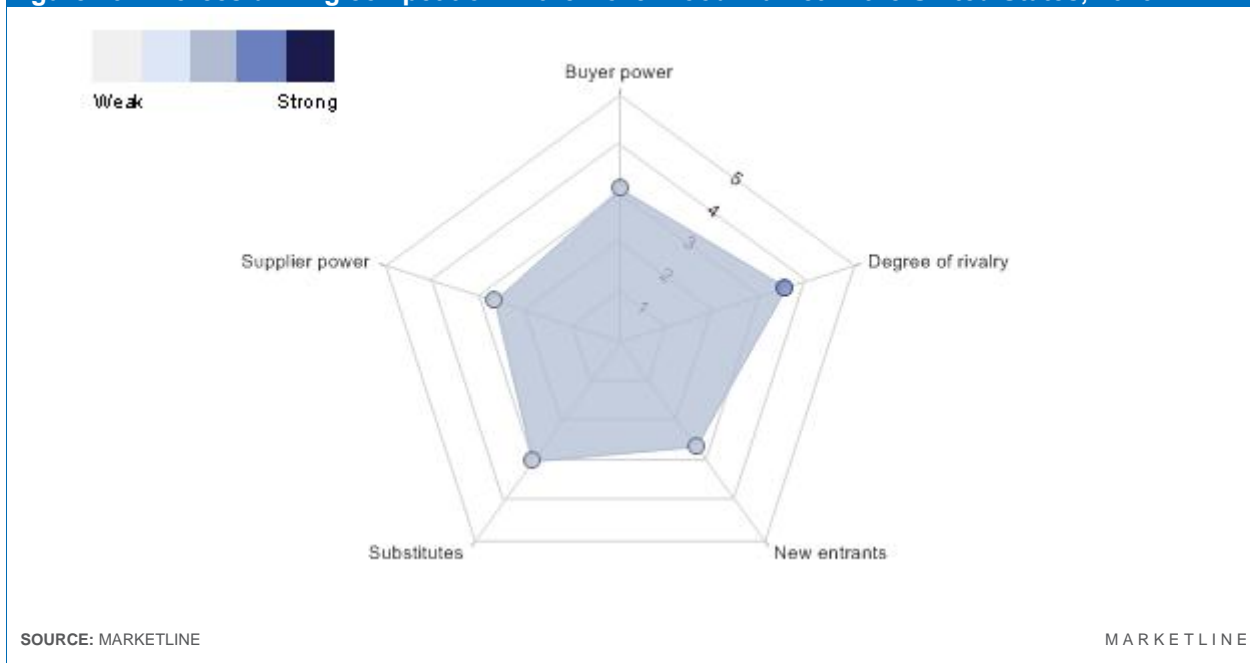 Weak
Strong
Buyer power
5
4
3
2
1
Supplier power
Degree of rivalry
Substitutes
New entrants
SOURCE: MARKETLINE
MARKETLINE